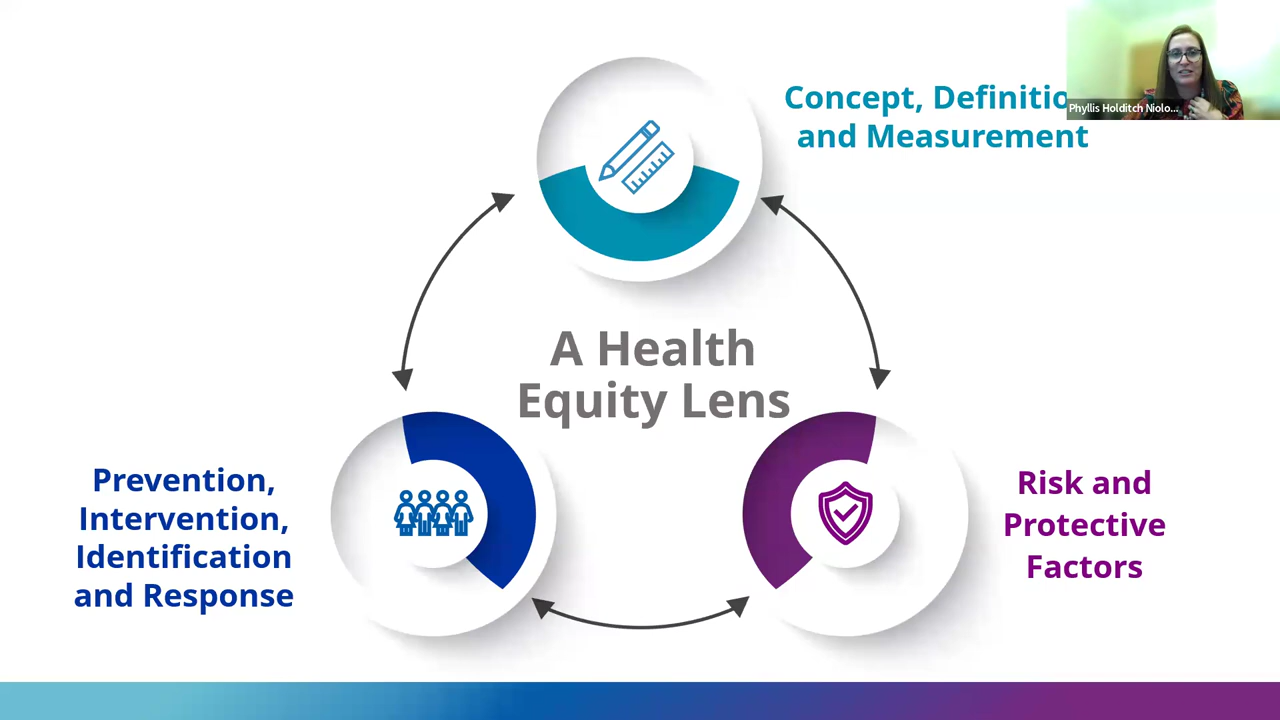 Concept, Definitio
and Measurement
Phyllis Holditch Niolo...
A Health
Equity Lens
Prevention,
Intervention,
Identification
and Response
Risk and
Protective
Factors